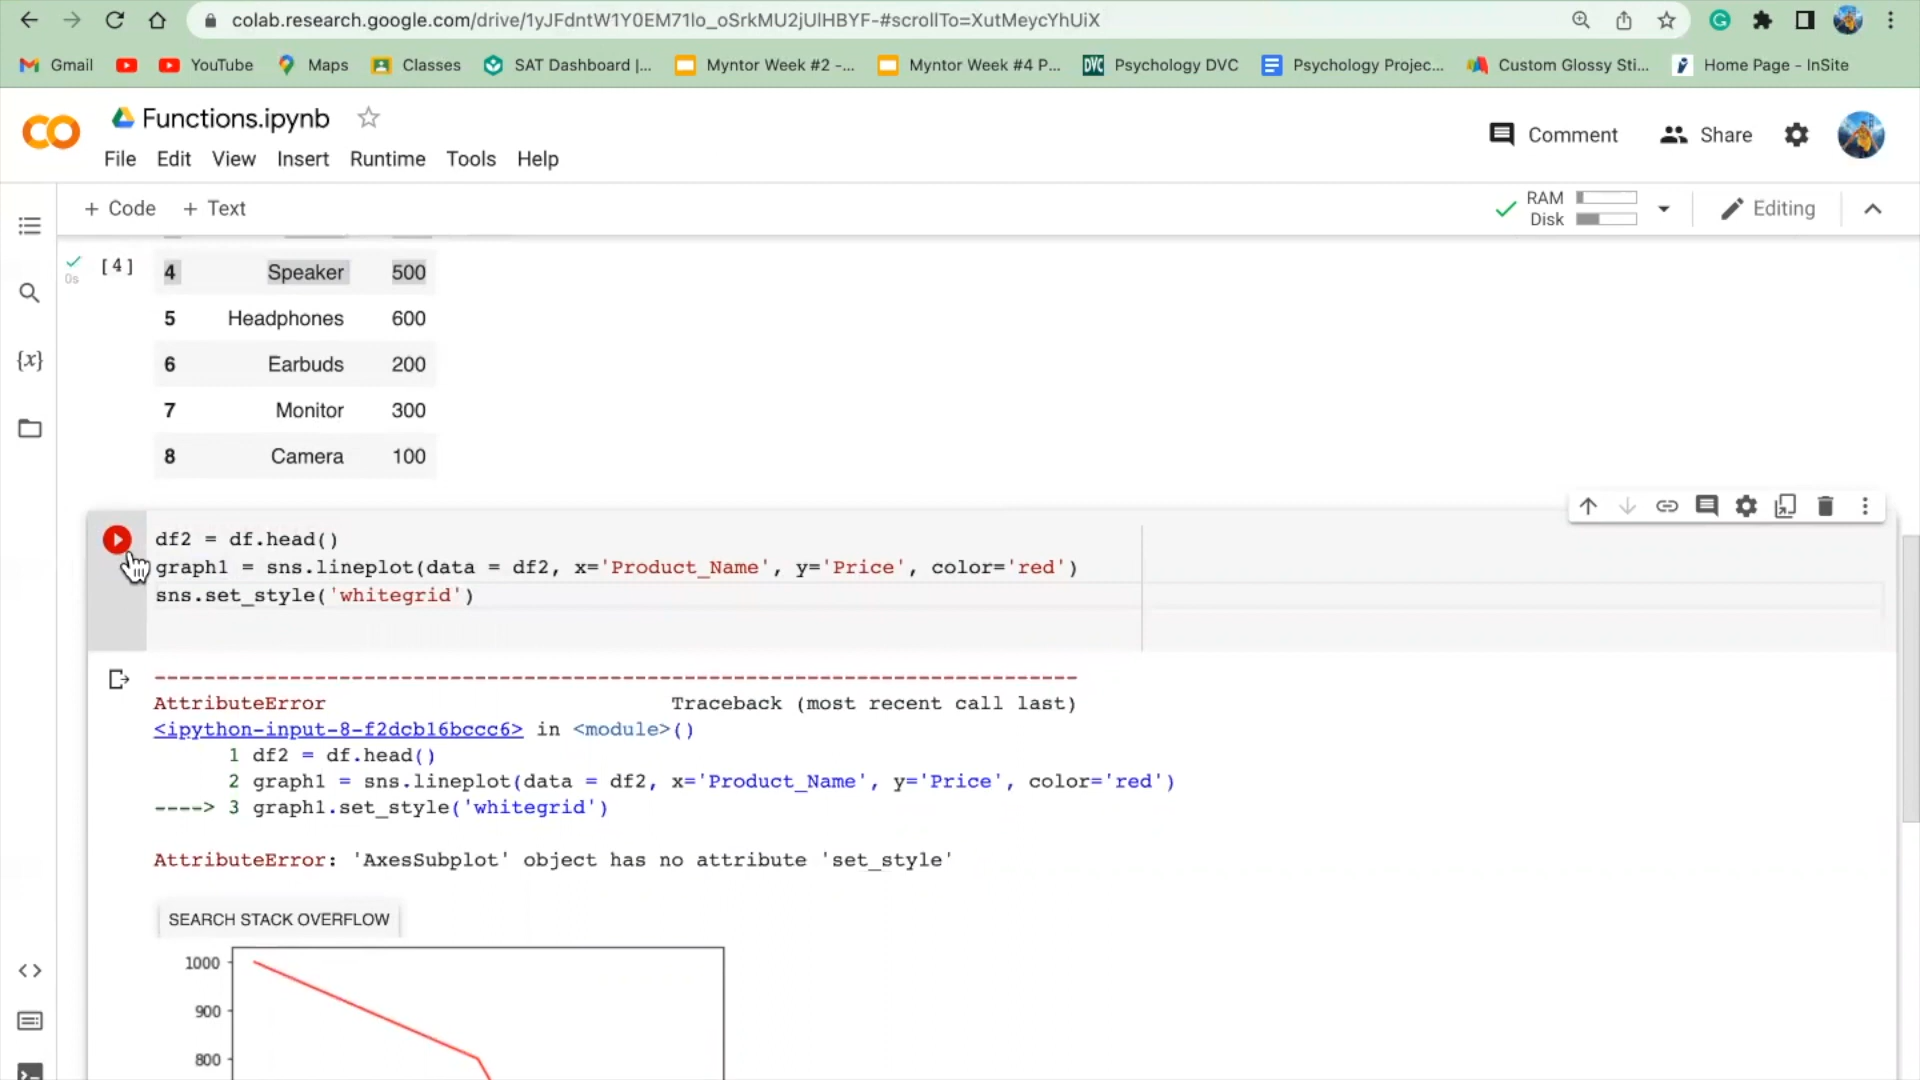 colab.research.google.com/drive/1yJFdntW1Y0EM71lo_oSrkMU2jUlHBYF-#scrollTo=XutMeycYhUiX
Gmail YouTube Maps Classes SAT Dashboard |... Myntor Week #2 -... Myntor Week #4 P... DVC Psychology DVC Psychology Projec... Custom Glossy Sti... Home Page - InSite
Functions.ipynb
Comment Share
File Edit View Insert Runtime Tools Help
+ Code + Text
RAM
Disk
Editing
[4]
0s
4 Speaker 500
5 Headphones 600
6 Earbuds 200
7 Monitor 300
8 Camera 100
{x}
df2 = df.head()
graph1 = sns.lineplot(data = df2, x='Product_Name', y='Price', color='red')
sns.set_style('whitegrid')
---------------------------------------------------------------------------
AttributeError Traceback (most recent call last)
<ipython-input-8-f2dcb16bccc6> in <module>()
1 df2 = df.head()
2 graph1 = sns.lineplot(data = df2, x='Product_Name', y='Price', color='red')
----> 3 graph1.set_style('whitegrid')
AttributeError: 'AxesSubplot' object has no attribute 'set_style'
SEARCH STACK OVERFLOW
1000
900
800